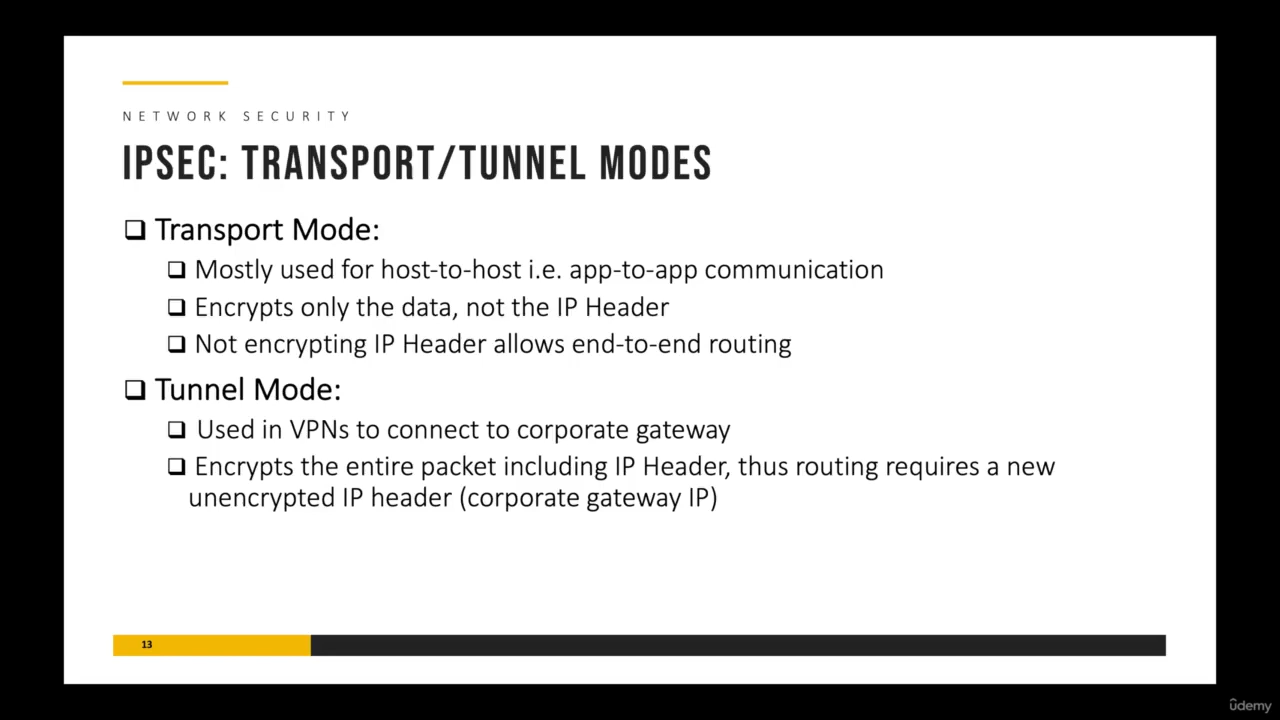 NETWORK SECURITY
IPSEC: TRANSPORT/TUNNEL MODES
Transport Mode:
Mostly used for host-to-host i.e. app-to-app communication
Encrypts only the data, not the IP Header
Not encrypting IP Header allows end-to-end routing
Tunnel Mode:
Used in VPNs to connect to corporate gateway
Encrypts the entire packet including IP Header, thus routing requires a new
unencrypted IP header (corporate gateway IP)
13
ûdemy